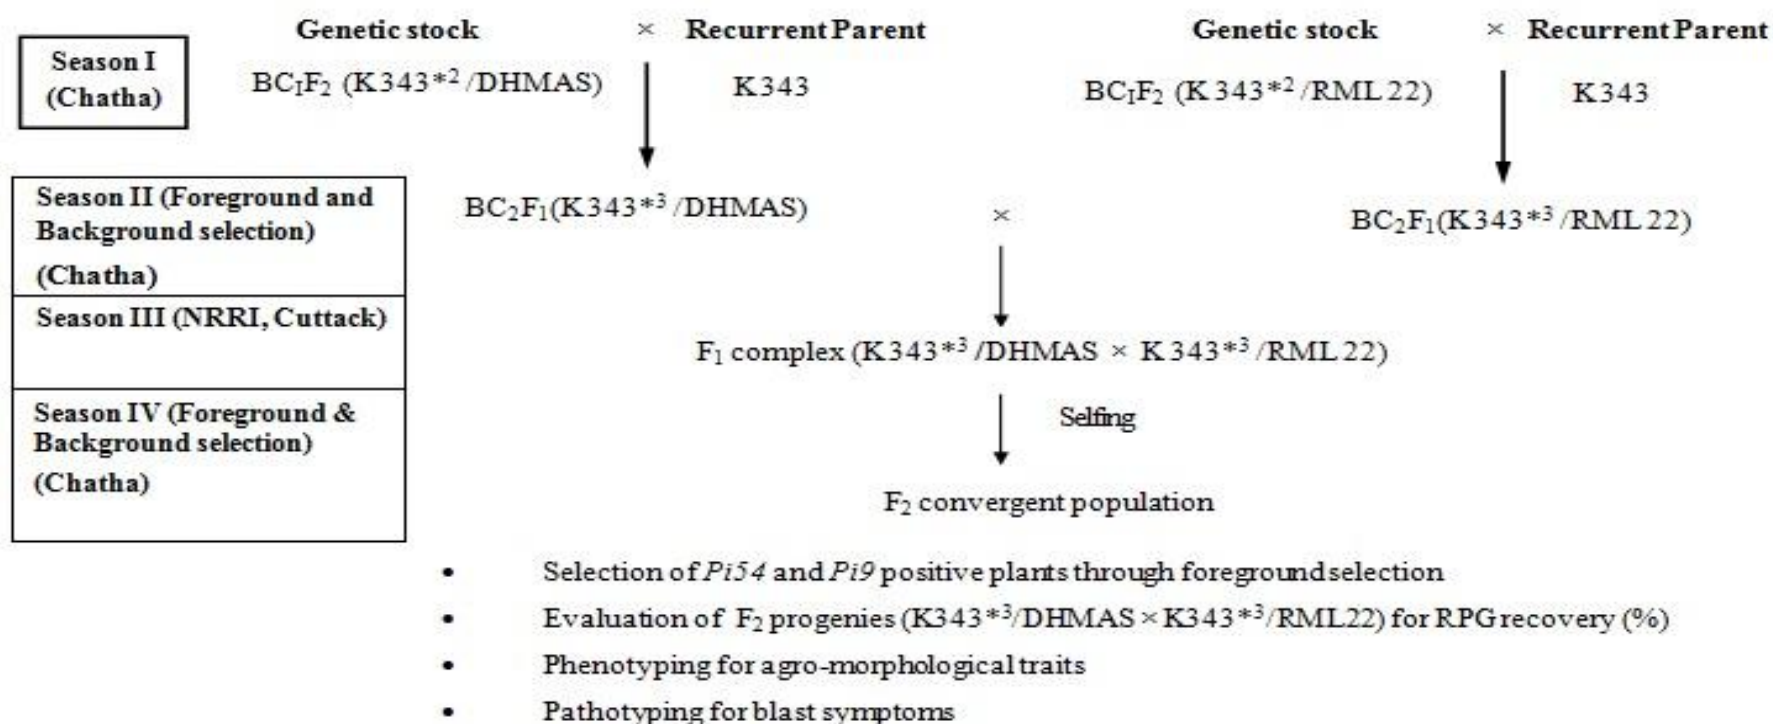 Genetic stock × Recurrent Parent Genetic stock × Recurrent Parent
Season I
(Chatha)
BC₁F₂ (K343*²/DHMAS) K343 BC₁F₂ (K343*²/RML22) K343
Season II (Foreground and
Background selection)
(Chatha)
BC₂F₁(K343*³/DHMAS) × BC₂F₁(K343*³/RML22)
Season III (NRRI, Cuttack)
F₁ complex (K343*³/DHMAS × K343*³/RML22)
Season IV (Foreground &
Background selection)
(Chatha)
Selfing
F₂ convergent population
• Selection of Pi54 and Pi9 positive plants through foreground selection
• Evaluation of F₂ progenies (K343*³/DHMAS × K343*³/RML22) for RPG recovery (%)
• Phenotyping for agro-morphological traits
• Pathotyping for blast symptoms